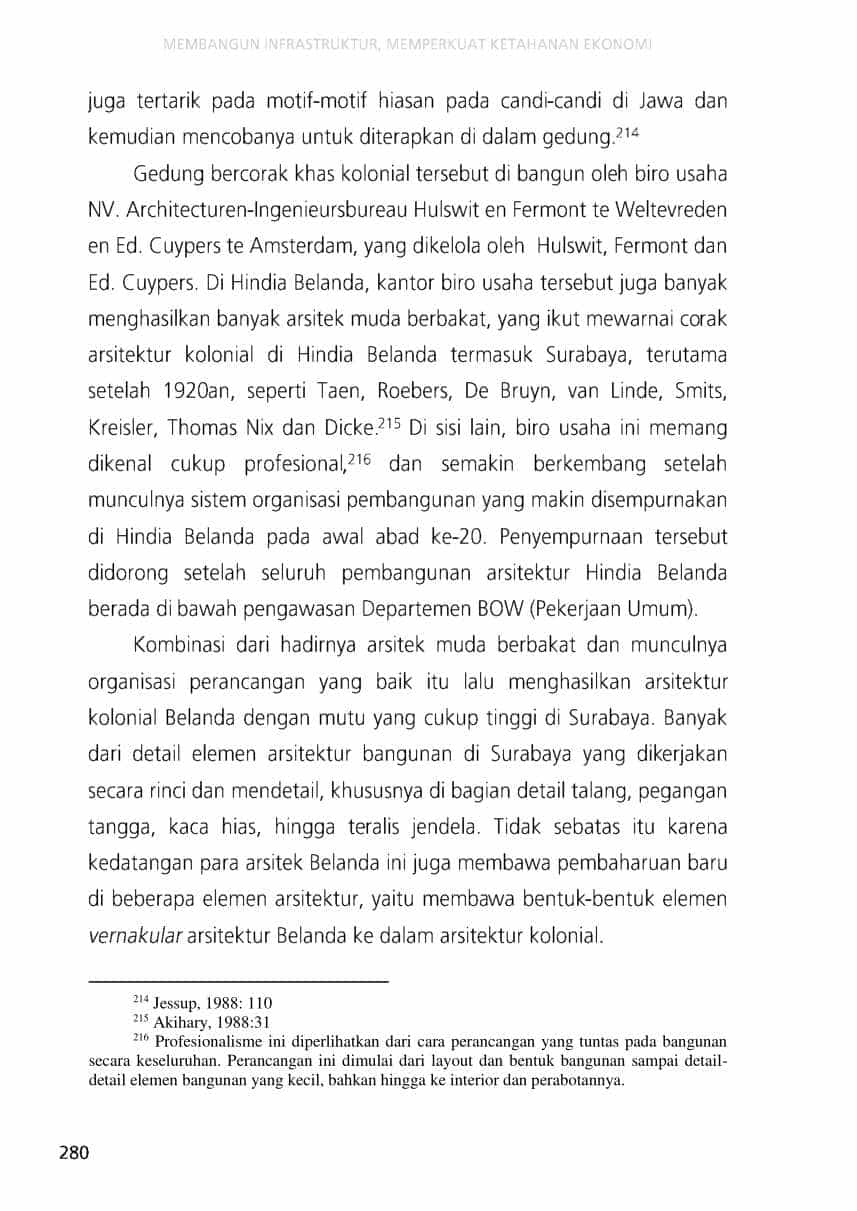 MEMBANGUN INFRASTRUKTUR, MEMPERKUAT KETAHANAN EKONOMI
juga tertarik pada motif-motif hiasan pada candi-candi di Jawa dan
kemudian mencobanya untuk diterapkan di dalam gedung.214
Gedung bercorak khas kolonial tersebut di bangun oleh biro usaha
NV. Architecturen-Ingenieursbureau Hulswit en Fermont te Weltevreden
en Ed. Cuypers te Amsterdam, yang dikelola oleh Hulswit, Fermont dan
Ed. Cuypers. Di Hindia Belanda, kantor biro usaha tersebut juga banyak
menghasilkan banyak arsitek muda berbakat, yang ikut mewarnai corak
arsitektur kolonial di Hindia Belanda termasuk Surabaya, terutama
setelah 1920an, seperti Taen, Roebers, De Bruyn, van Linde, Smits,
Kreisler, Thomas Nix dan Dicke.215 Di sisi lain, biro usaha ini memang
dikenal cukup profesional,216 dan semakin berkembang setelah
munculnya sistem organisasi pembangunan yang makin disempurnakan
di Hindia Belanda pada awal abad ke-20. Penyempurnaan tersebut
didorong setelah seluruh pembangunan arsitektur Hindia Belanda
berada di bawah pengawasan Departemen BOW (Pekerjaan Umum).
Kombinasi dari hadirnya arsitek muda berbakat dan munculnya
organisasi perancangan yang baik itu lalu menghasilkan arsitektur
kolonial Belanda dengan mutu yang cukup tinggi di Surabaya. Banyak
dari detail elemen arsitektur bangunan di Surabaya yang dikerjakan
secara rinci dan mendetail, khususnya di bagian detail talang, pegangan
tangga, kaca hias, hingga teralis jendela. Tidak sebatas itu karena
kedatangan para arsitek Belanda ini juga membawa pembaharuan baru
di beberapa elemen arsitektur, yaitu membawa bentuk-bentuk elemen
vernakular arsitektur Belanda ke dalam arsitektur kolonial.
214 Jessup, 1988: 110
215 Akihary, 1988:31
216 Profesionalisme ini diperlihatkan dari cara perancangan yang tuntas pada bangunan
secara keseluruhan. Perancangan ini dimulai dari layout dan bentuk bangunan sampai detail-
detail elemen bangunan yang kecil, bahkan hingga ke interior dan perabotannya.
280